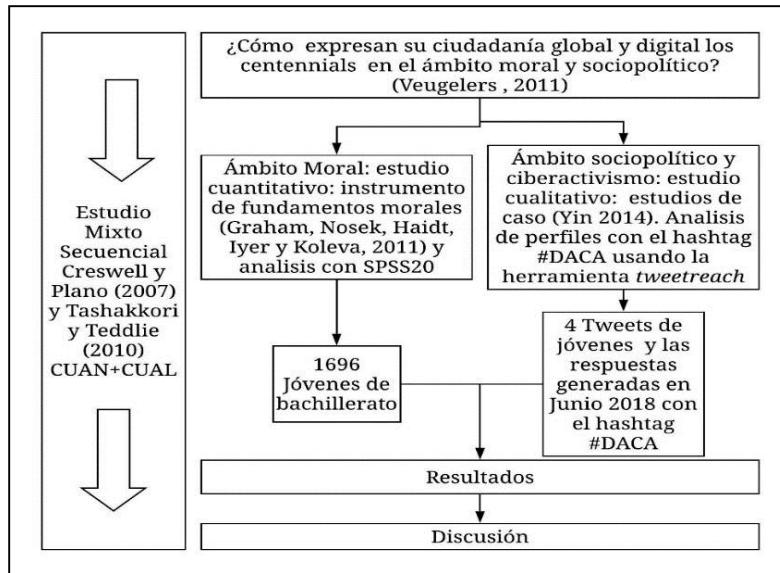 ¿Cómo expresan su ciudadanía global y digital los
centennials en el ámbito moral y sociopolítico?
(Veugelers , 2011)
Estudio
Mixto
Secuencial
Creswell y
Plano (2007)
y Tashakkori
y Teddlie
(2010)
CUAN+CUAL
Ámbito Moral: estudio
cuantitativo: instrumento
de fundamentos morales
(Graham, Nosek, Haidt,
Iyer y Koleva, 2011) y
analisis con SPSS20
Ámbito sociopolítico y
ciberactivismo: estudio
cualitativo: estudios de
caso (Yin 2014). Analisis
de perfiles con el hashtag
#DACA usando la
herramienta tweetreach
1696
Jóvenes de
bachillerato
4 Tweets de
jóvenes y las
respuestas
generadas en
Junio 2018 con
el hashtag
#DACA
Resultados
Discusión